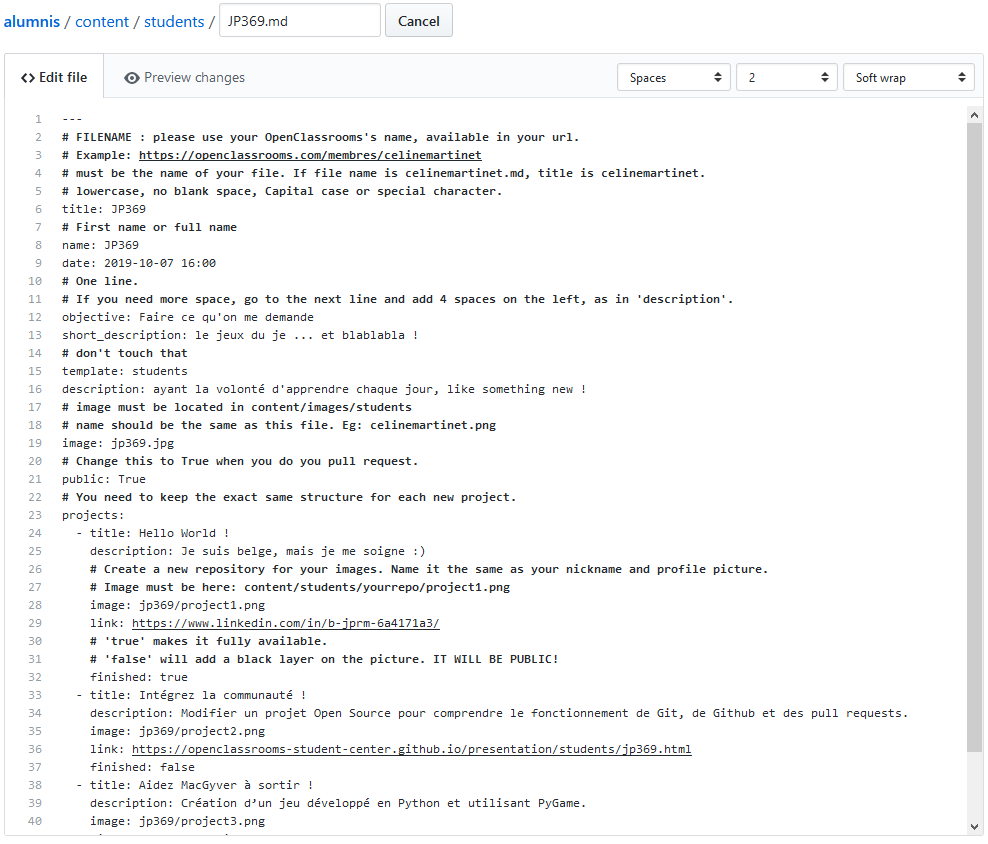 alumnis / content / students / JP369.md Cancel
Edit file Preview changes Spaces 2 Soft wrap
1 ---
2 # FILENAME : please use your OpenClassrooms's name, available in your url.
3 # Example: https://openclassrooms.com/membres/celinemartinet
4 # must be the name of your file. If file name is celinemartinet.md, title is celinemartinet.
5 # lowercase, no blank space, Capital case or special character.
6 title: JP369
7 # First name or full name
8 name: JP369
9 date: 2019-10-07 16:00
10 # One line.
11 # If you need more space, go to the next line and add 4 spaces on the left, as in 'description'.
12 objective: Faire ce qu'on me demande
13 short_description: le jeux du je ... et blablabla !
14 # don't touch that
15 template: students
16 description: ayant la volonté d'apprendre chaque jour, like something new !
17 # image must be located in content/images/students
18 # name should be the same as this file. Eg: celinemartinet.png
19 image: jp369.jpg
20 # Change this to True when you do you pull request.
21 public: True
22 # You need to keep the exact same structure for each new project.
23 projects:
24 - title: Hello World !
25 description: Je suis belge, mais je me soigne :)
26 # Create a new repository for your images. Name it the same as your nickname and profile picture.
27 # Image must be here: content/students/yourrepo/project1.png
28 image: jp369/project1.png
29 link: https://www.linkedin.com/in/b-jprm-6a4171a3/
30 # 'true' makes it fully available.
31 # 'false' will add a black layer on the picture. IT WILL BE PUBLIC!
32 finished: true
33 - title: Intégrez la communauté !
34 description: Modifier un projet Open Source pour comprendre le fonctionnement de Git, de Github et des pull requests.
35 image: jp369/project2.png
36 link: https://openclassrooms-student-center.github.io/presentation/students/jp369.html
37 finished: false
38 - title: Aidez MacGyver à sortir !
39 description: Création d’un jeu développé en Python et utilisant PyGame.
40 image: jp369/project3.png